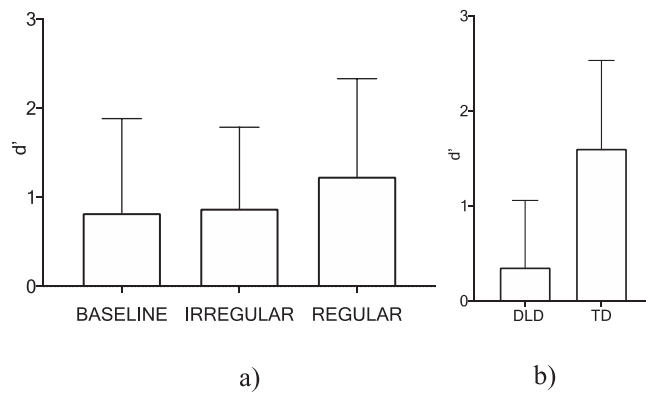 3
2
1
0
d'
BASELINE IRREGULAR REGULAR
a)
3
2
1
0
d'
DLD TD
b)